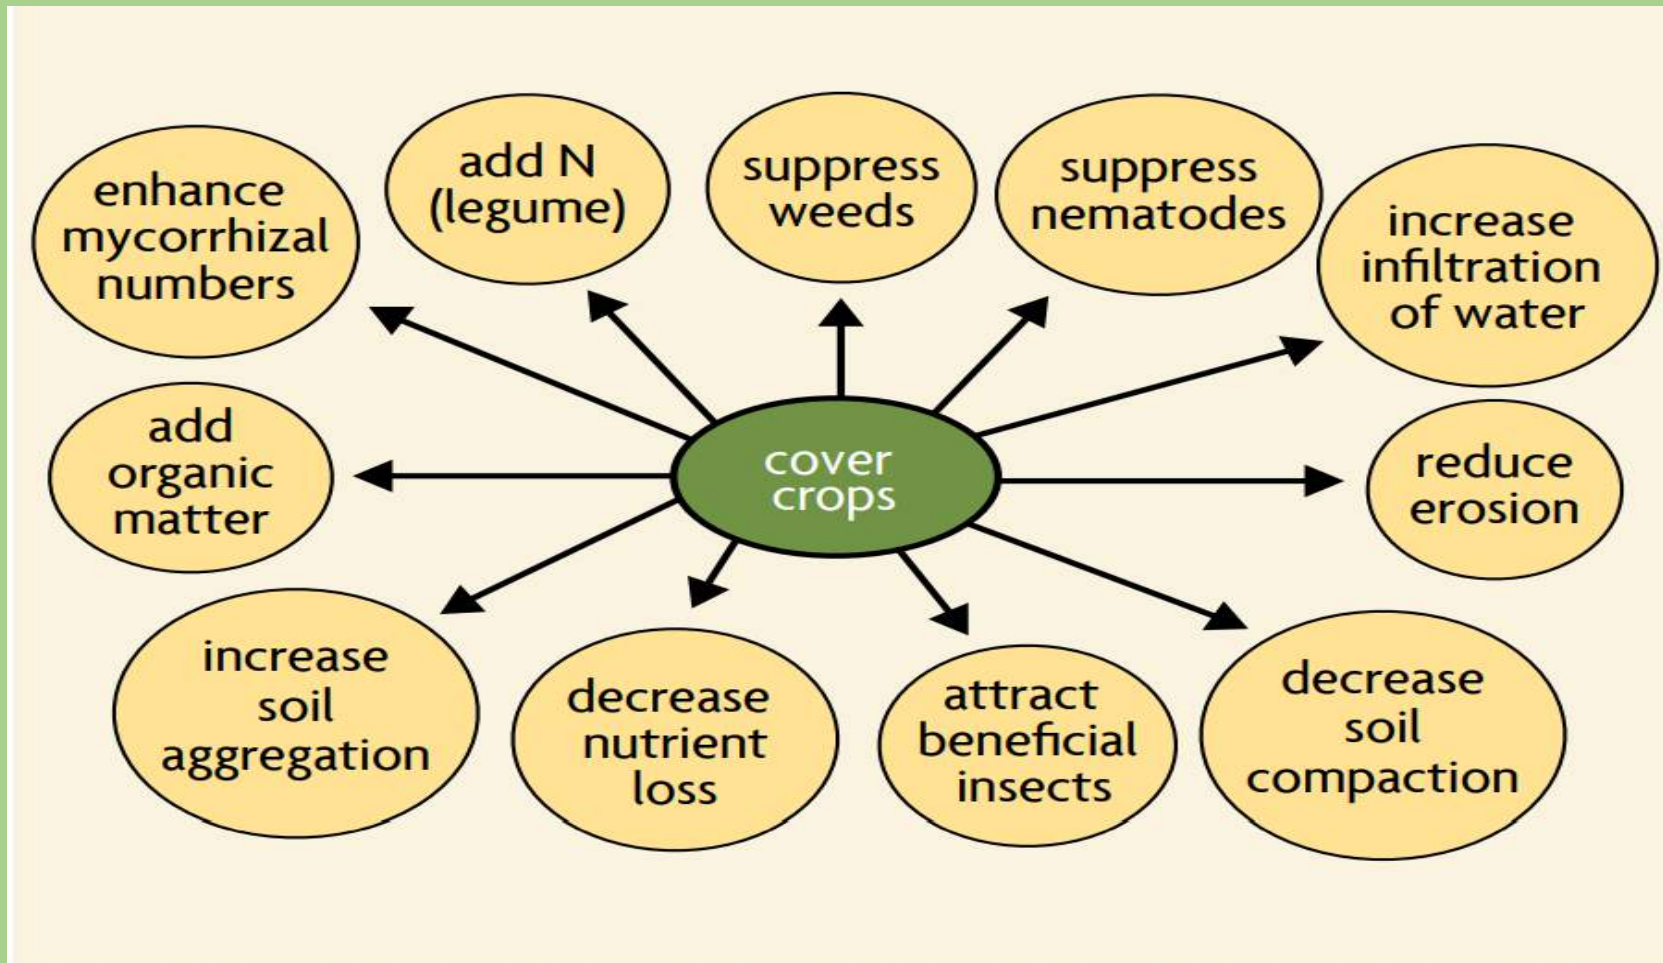 enhance
mycorrhizal
numbers
add N
(legume)
suppress
weeds
suppress
nematodes
increase
infiltration
of water
add
organic
matter
cover
crops
reduce
erosion
increase
soil
aggregation
decrease
nutrient
loss
attract
beneficial
insects
decrease
soil
compaction